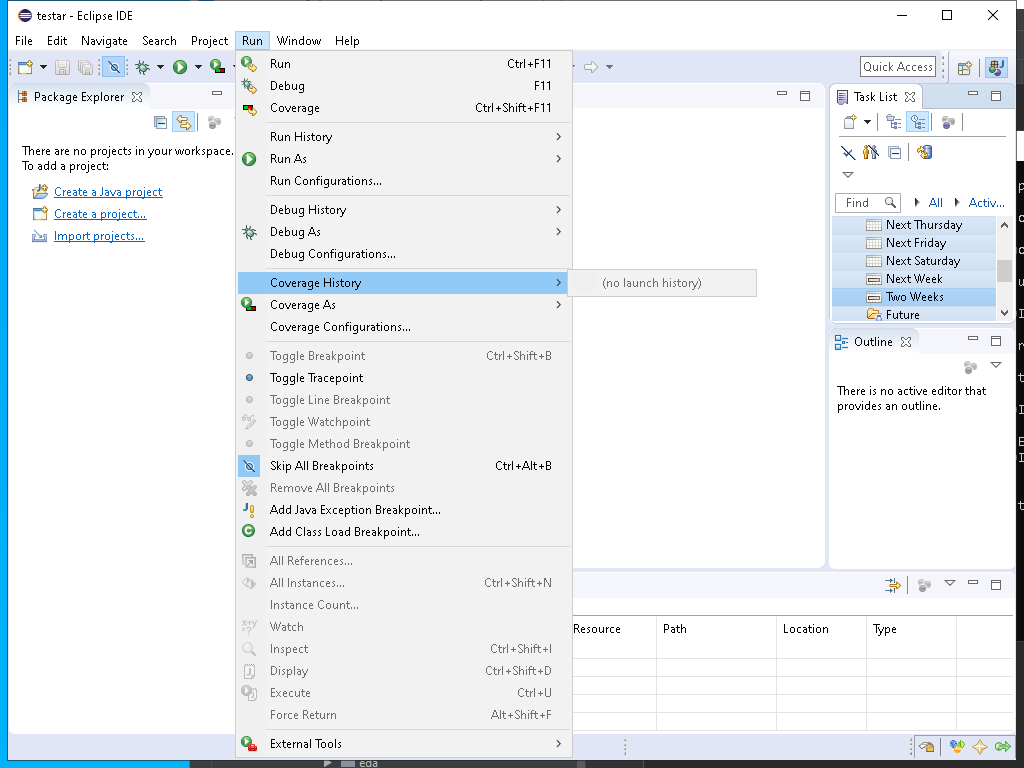 testar - Eclipse IDE
File Edit Navigate Search Project Run Window Help
Quick Access
Package Explorer
There are no projects in your workspace.
To add a project:
Create a Java project
Create a project...
Import projects...
Run Ctrl+F11
Debug F11
Coverage Ctrl+Shift+F11
Run History
Run As
Run Configurations...
Debug History
Debug As
Debug Configurations...
Coverage History
(no launch history)
Coverage As
Coverage Configurations...
Toggle Breakpoint Ctrl+Shift+B
Toggle Tracepoint
Toggle Line Breakpoint
Toggle Watchpoint
Toggle Method Breakpoint
Skip All Breakpoints Ctrl+Alt+B
Remove All Breakpoints
Add Java Exception Breakpoint...
Add Class Load Breakpoint...
All References...
All Instances... Ctrl+Shift+N
Instance Count...
Watch
Inspect Ctrl+Shift+I
Display Ctrl+Shift+D
Execute Ctrl+U
Force Return Alt+Shift+F
External Tools
Task List
Find All Activ...
Next Thursday
Next Friday
Next Saturday
Next Week
Two Weeks
Future
Outline
There is no active editor that
provides an outline.
Resource Path Location Type
eda